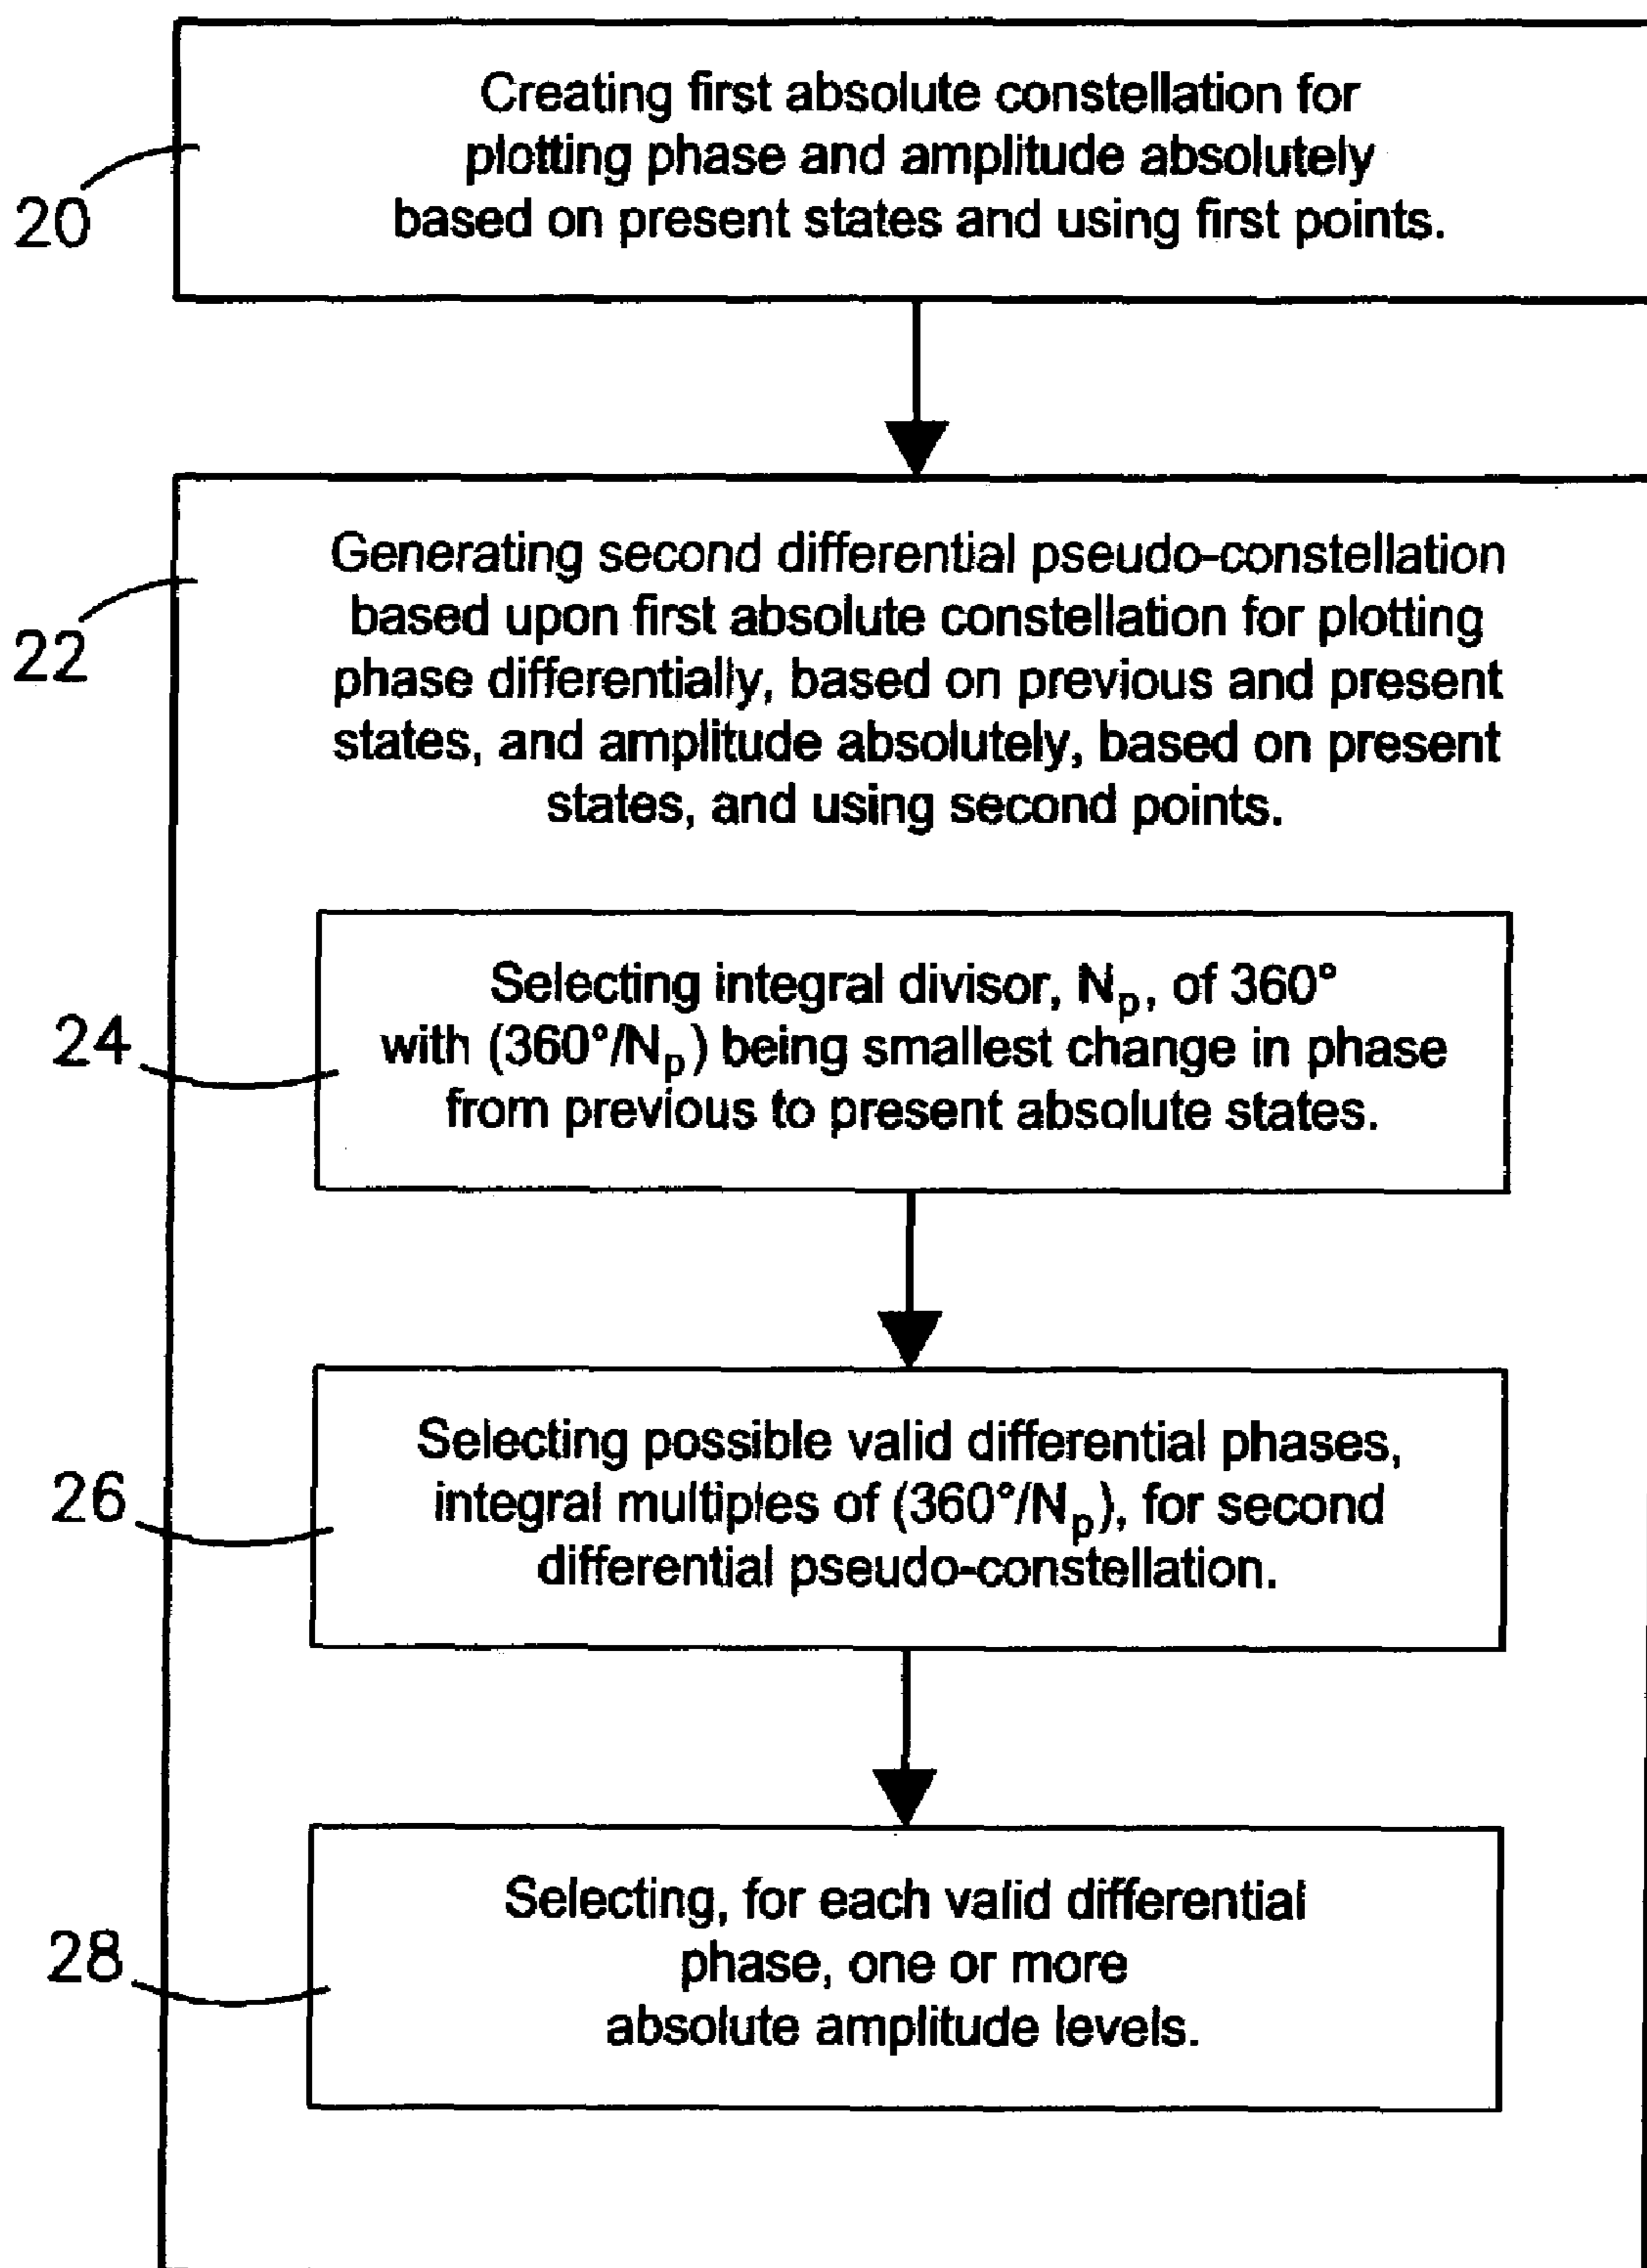 Creating first absolute constellation for
plotting phase and amplitude absolutely
based on present states and using first points.
20
Generating second differential pseudo-constellation
based upon first absolute constellation for plotting
phase differentially, based on previous and present
states, and amplitude absolutely, based on present
states, and using second points.
22
Selecting integral divisor, Np, of 360°
with (360°/Np) being smallest change in phase
from previous to present absolute states.
24
Selecting possible valid differential phases,
integral multiples of (360°/Np), for second
differential pseudo-constellation.
26
Selecting, for each valid differential
phase, one or more
absolute amplitude levels.
28